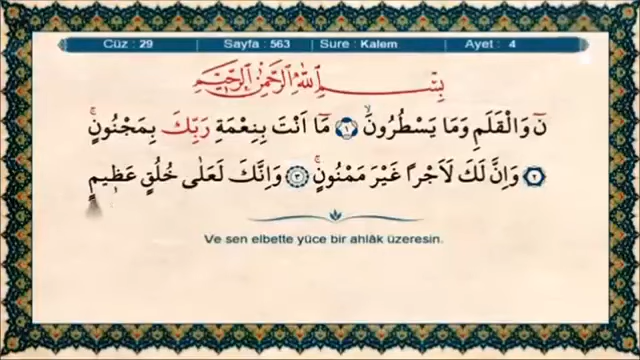 Cüz : 29 Sayfa : 563 Sure : Kalem Ayet : 4
بِسْمِ اللّٰهِ الرَّحْمٰنِ الرَّحٖيمِ
نٓ وَالْقَلَمِ وَمَا يَسْطُرُونَۙ ﴿١﴾ مَٓا اَنْتَ بِنِعْمَةِ رَبِّكَ بِمَجْنُونٍۚ
﴿٢﴾ وَاِنَّ لَكَ لَاَجْرًا غَيْرَ مَمْنُونٍۚ ﴿٣﴾ وَاِنَّكَ لَعَلٰى خُلُقٍ عَظٖيمٍ
Ve sen elbette yüce bir ahlâk üzeresin.